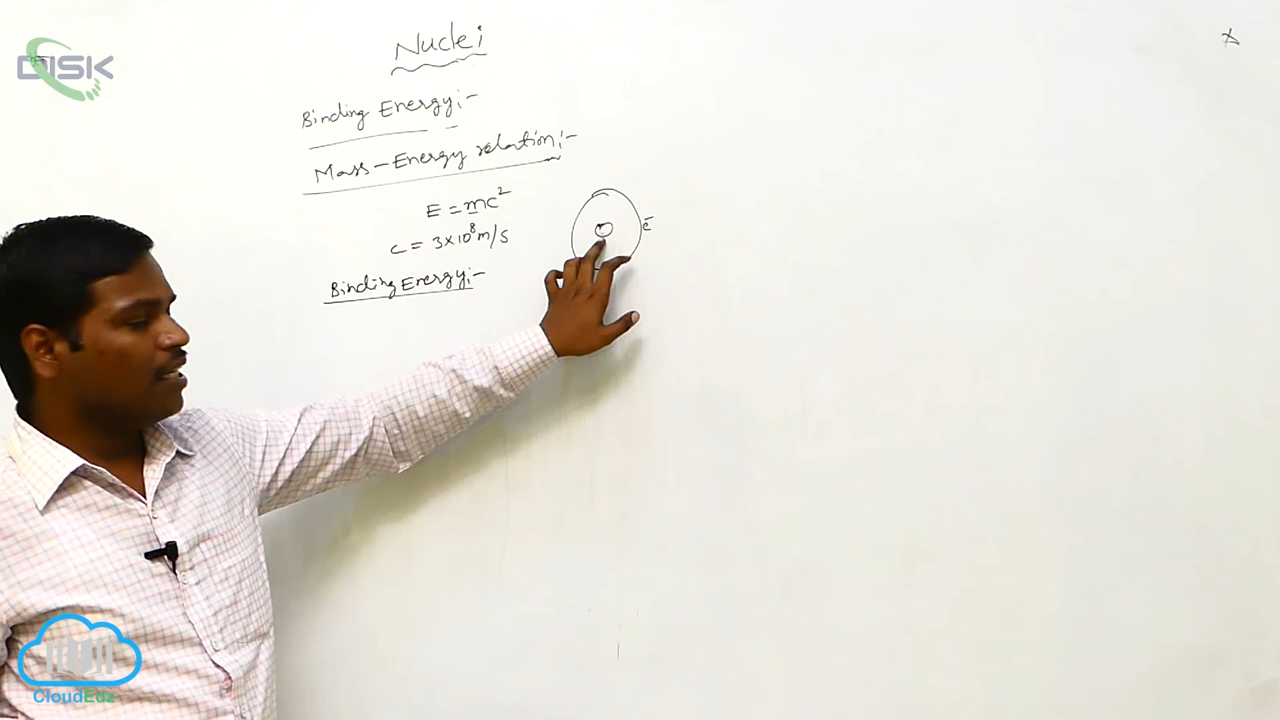 DISK
Nuclei
Binding Energy:-
Mass-Energy relation:-
E = mc²
C = 3×10⁸ m/s
e⁻
Binding Energy:-
CloudEdz